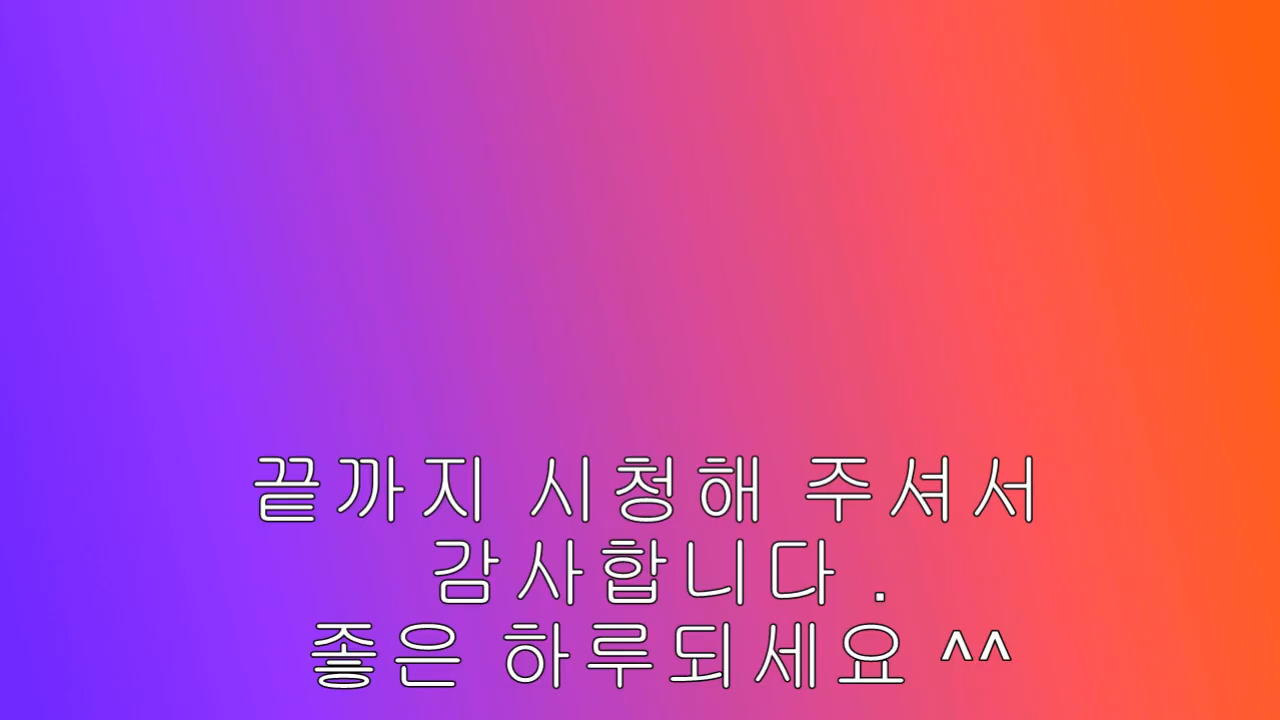 끝까지 시청해 주셔서
감사합니다 .
좋은 하루되세요 ^^